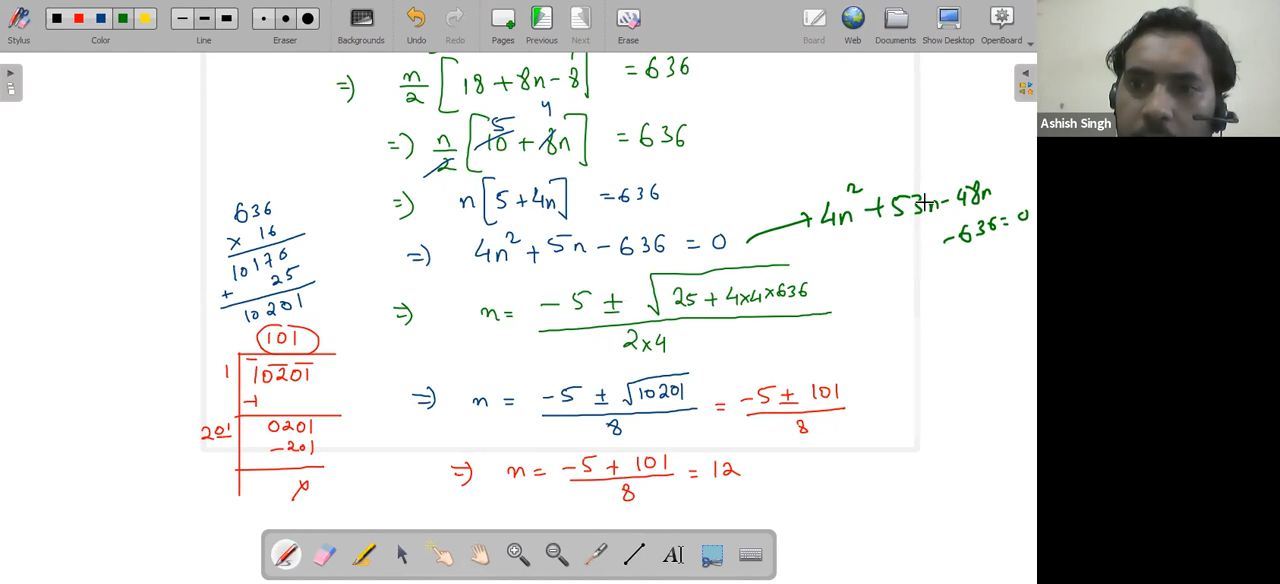 Stylus Color Line Eraser Backgrounds Undo Redo Pages Previous Next Erase Board Web Documents Show Desktop OpenBoard
Ashish Singh
=) n/2 [18 + 8n - 8] = 636
4
5
=) n/2 [10 + 8n] = 636
=) n[5 + 4n] = 636
=) 4n² + 5n - 636 = 0
→ 4n² + 53n - 48n
- 636 = 0
=) n = (-5 ± √(25 + 4×4×636)) / (2×4)
=) n = (-5 ± √10201) / 8 = (-5 ± 101) / 8
=) n = (-5 + 101) / 8 = 12
636
× 16
10176
+ 25
10201
101
1 10201
-1
201 0201
-201
A